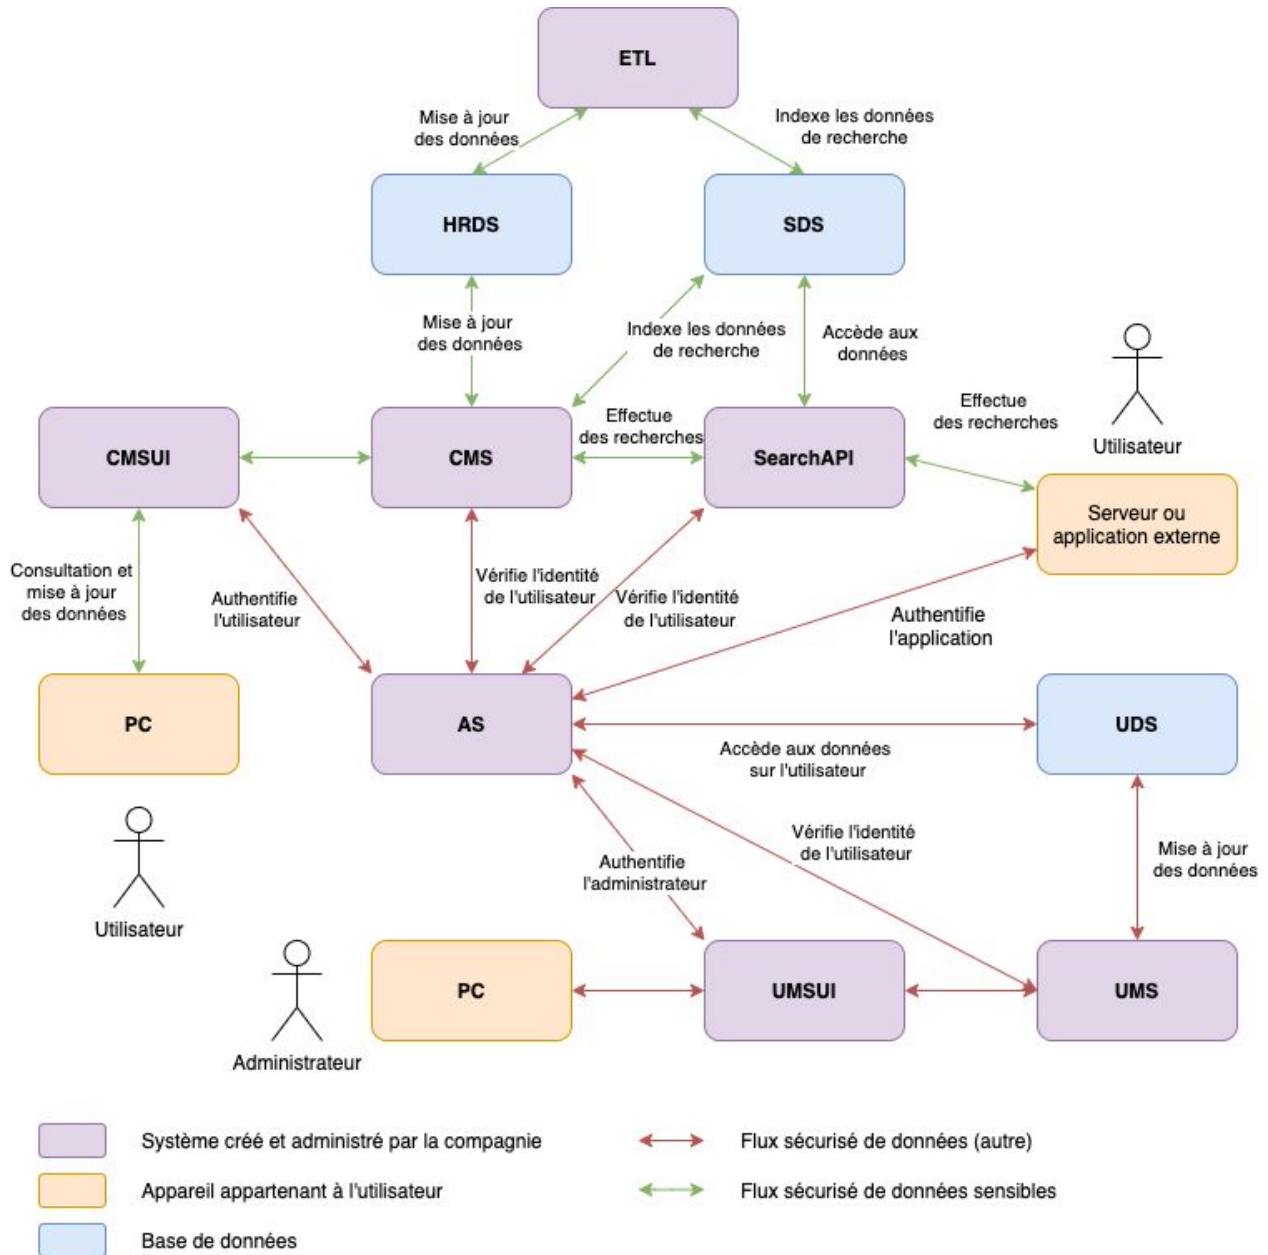 ETL
Mise à jour
des données
Indexe les données
de recherche
HRDS
SDS
Mise à jour
des données
Indexe les données
de recherche
Accède aux
données
Utilisateur
CMSUI
CMS
Effectue
des recherches
SearchAPI
Effectue
des recherches
Serveur ou
application externe
Consultation et
mise à jour
des données
Authentifie
l'utilisateur
Vérifie l'identité
de l'utilisateur
Vérifie l'identité
de l'utilisateur
Authentifie
l'application
PC
AS
UDS
Accède aux données
sur l'utilisateur
Utilisateur
Authentifie
l'administrateur
Vérifie l'identité
de l'utilisateur
Mise à jour
des données
Administrateur
PC
UMSUI
UMS
Système créé et administré par la compagnie
Flux sécurisé de données (autre)
Appareil appartenant à l'utilisateur
Flux sécurisé de données sensibles
Base de données